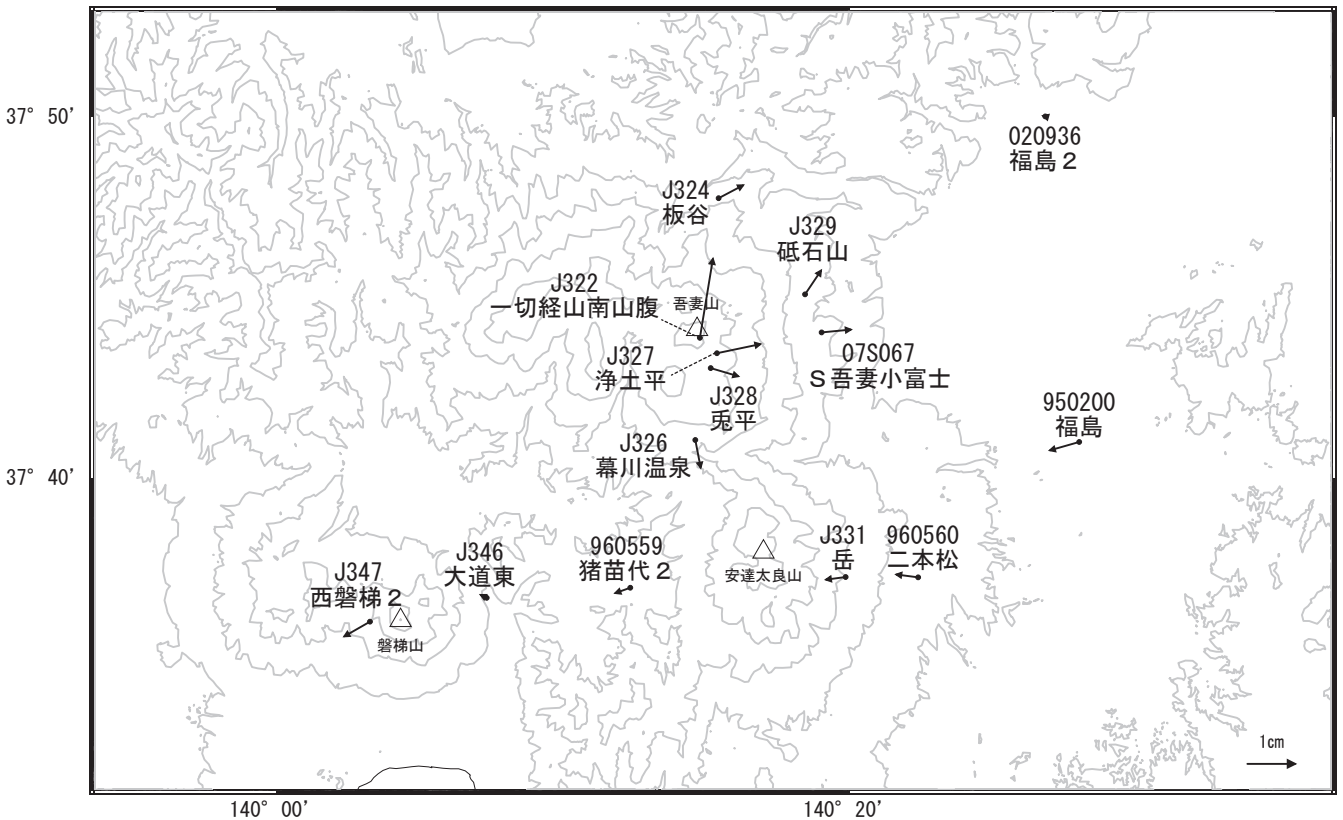 37° 50′
020936
福島２
J324
板谷
J329
砥石山
J322
一切経山南山腹
吾妻山
J327
浄土平
07S067
Ｓ吾妻小富士
J328
兎平
950200
福島
J326
幕川温泉
37° 40′
J331
岳
960560
二本松
960559
猪苗代２
J346
大道東
安達太良山
J347
西磐梯２
磐梯山
1cm
140° 00′
140° 20′